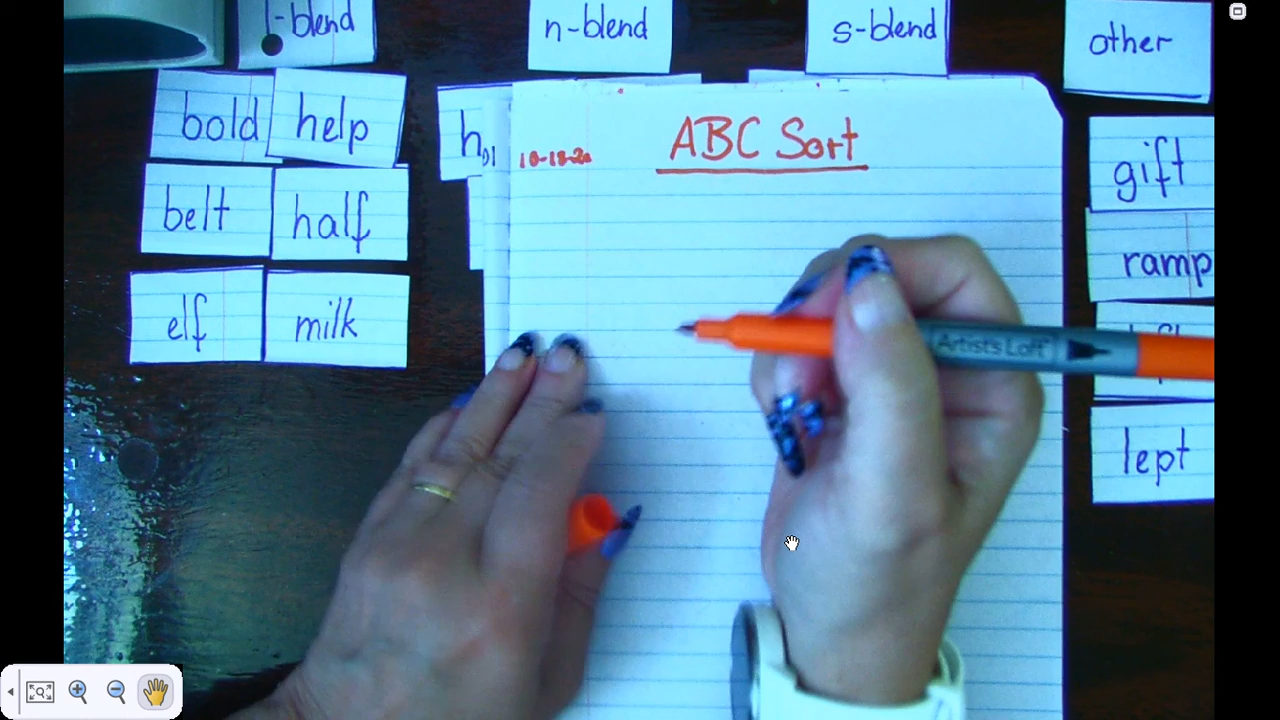 l-blend
n-blend
s-blend
other
bold
help
ABC Sort
10-18-20
gift
belt
half
ramp
elf
milk
Artist's Loft
lept